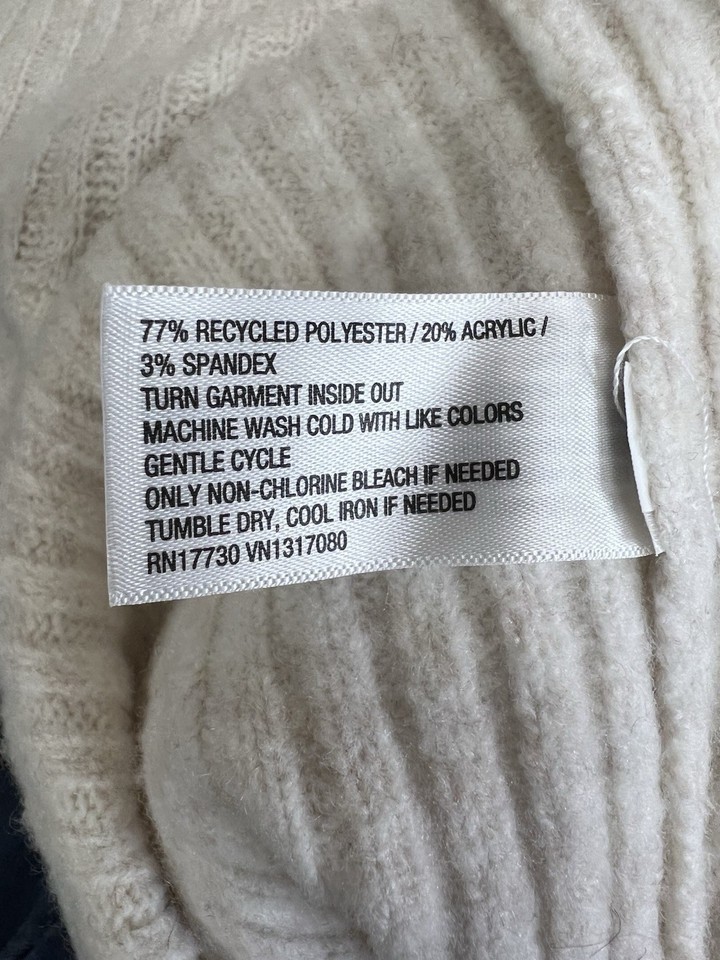 77% RECYCLED POLYESTER / 20% ACRYLIC /
3% SPANDEX
TURN GARMENT INSIDE OUT
MACHINE WASH COLD WITH LIKE COLORS
GENTLE CYCLE
ONLY NON-CHLORINE BLEACH IF NEEDED
TUMBLE DRY, COOL IRON IF NEEDED
RN17730 VN1317080